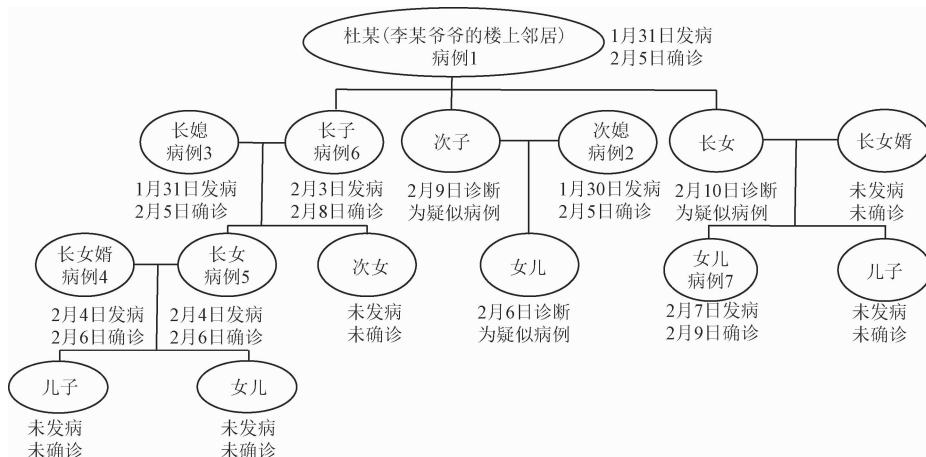 杜某(李某爷爷的楼上邻居)
病例1
1月31日发病
2月5日确诊
长媳
病例3
1月31日发病
2月5日确诊
长子
病例6
2月3日发病
2月8日确诊
次子
2月9日诊断
为疑似病例
次媳
病例2
1月30日发病
2月5日确诊
长女
2月10日诊断
为疑似病例
长女婿
未发病
未确诊
长女婿
病例4
2月4日发病
2月6日确诊
长女
病例5
2月4日发病
2月6日确诊
次女
未发病
未确诊
女儿
2月6日诊断
为疑似病例
女儿
病例7
2月7日发病
2月9日确诊
儿子
未发病
未确诊
儿子
未发病
未确诊
女儿
未发病
未确诊